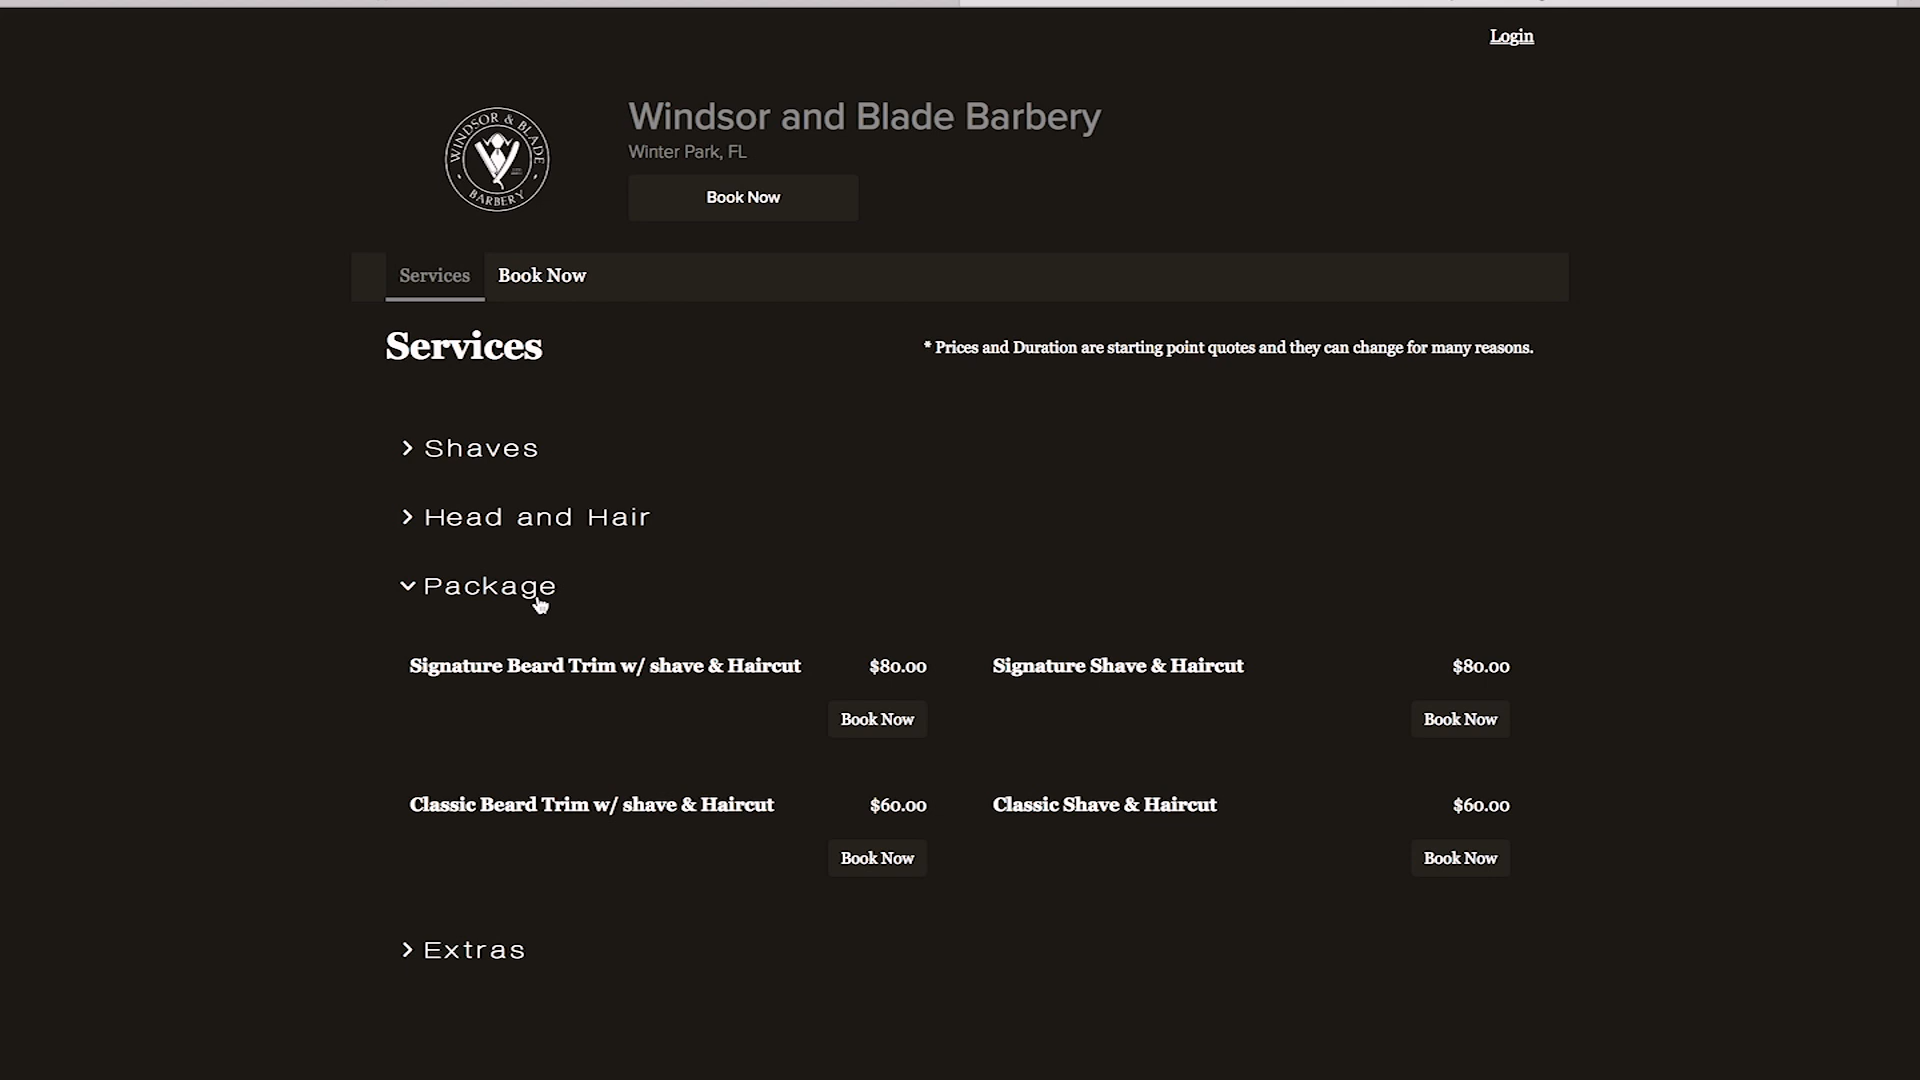 Login
WINDSOR & BLADE
BARBERY
Windsor and Blade Barbery
Winter Park, FL
Book Now
Services
Book Now
Services
* Prices and Duration are starting point quotes and they can change for many reasons.
Shaves
Head and Hair
Package
Signature Beard Trim w/ shave & Haircut
$80.00
Book Now
Signature Shave & Haircut
$80.00
Book Now
Classic Beard Trim w/ shave & Haircut
$60.00
Book Now
Classic Shave & Haircut
$60.00
Book Now
Extras